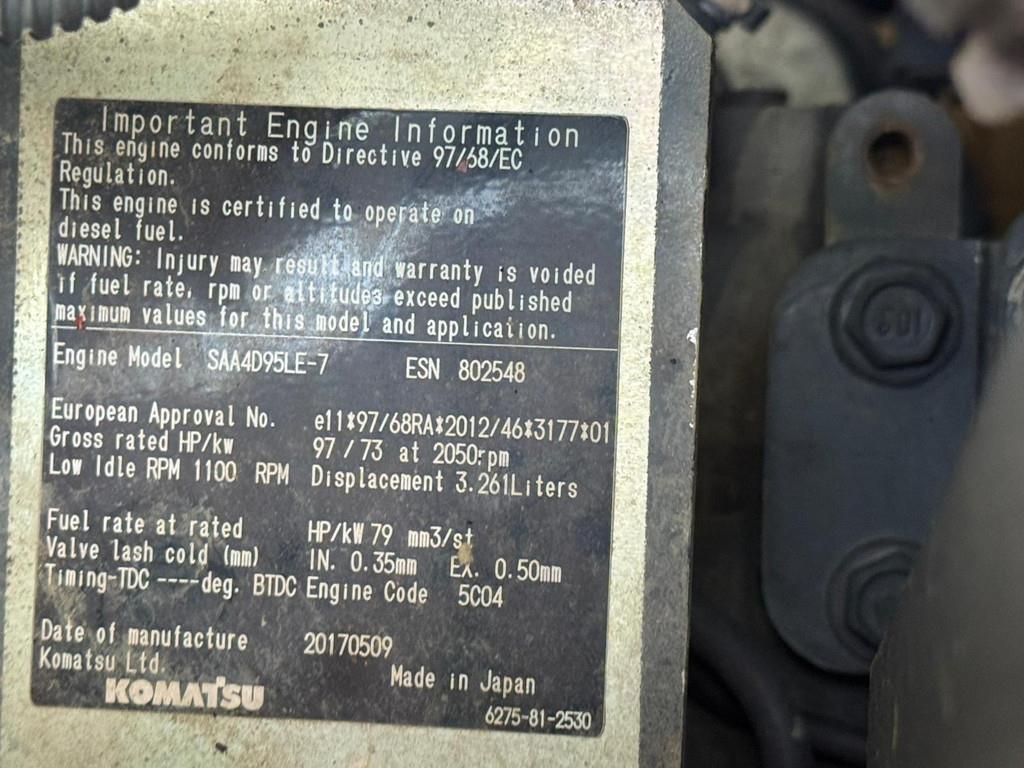 Important Engine Information
This engine conforms to Directive 97/68/EC
Regulation.
This engine is certified to operate on
diesel fuel.
WARNING: Injury may result and warranty is voided
if fuel rate, rpm or altitudes exceed published
maximum values for this model and application.
Engine Model SAA4D95LE-7 ESN 802548
European Approval No. e11*97/68RA*2012/46*3177*01
Gross rated HP/kw 97/73 at 2050rpm
Low Idle RPM 1100 RPM Displacement 3.261Liters
Fuel rate at rated HP/kW 79 mm3/st
Valve lash cold (mm) IN. 0.35mm EX. 0.50mm
Timing-TDC ----deg. BTDC Engine Code 5C04
Date of manufacture 20170509
Komatsu Ltd.
KOMATSU
Made in Japan
6275-81-2530